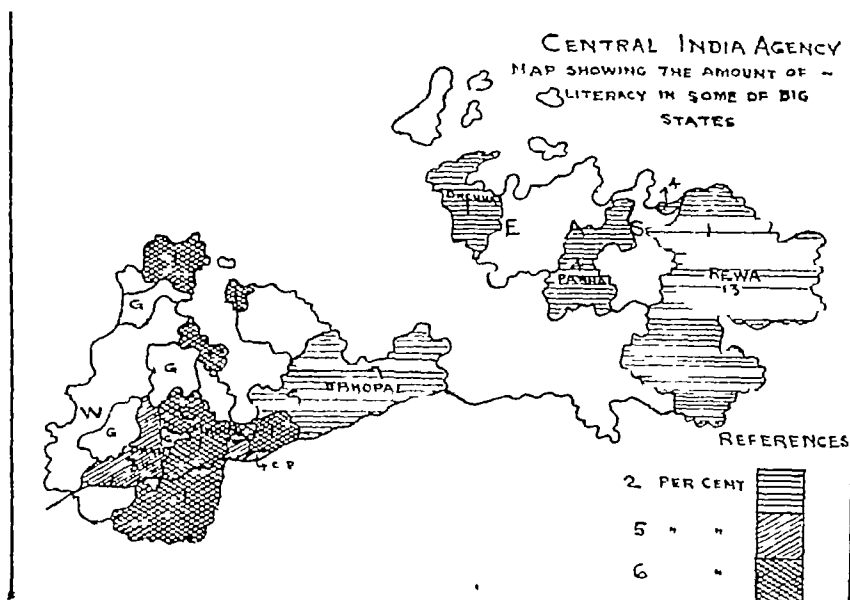 CENTRAL INDIA AGENCY
MAP SHOWING THE AMOUNT OF ~
LITERACY IN SOME OF BIG
STATES
A
E
S
PANNA
REWA
13
G
G
BHOPAL
W
G
REFERENCES
2 PER CENT
5 " "
6 "